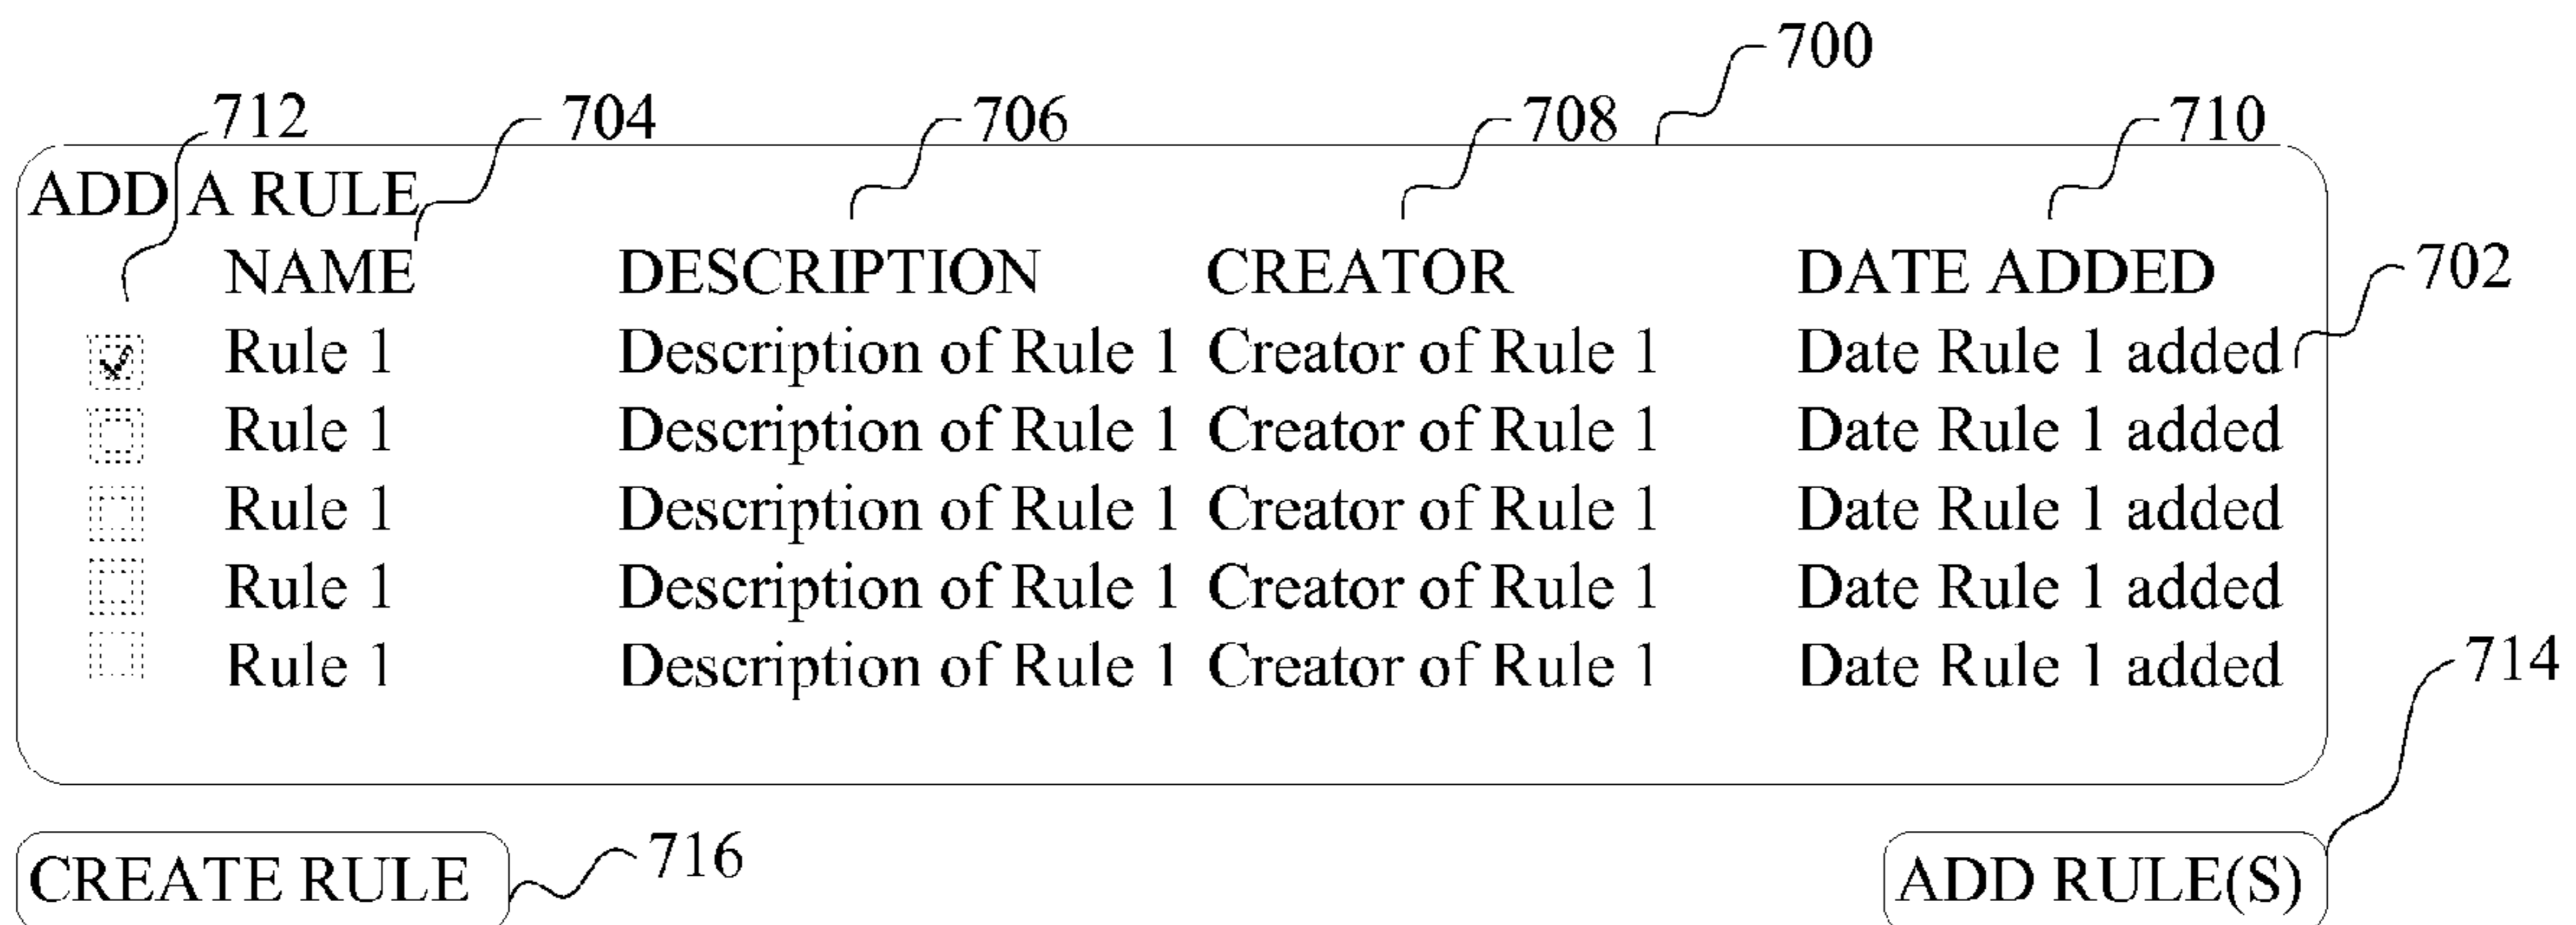 700
712 704 706 708 710
ADD A RULE
NAME DESCRIPTION CREATOR DATE ADDED 702
Rule 1 Description of Rule 1 Creator of Rule 1 Date Rule 1 added
Rule 1 Description of Rule 1 Creator of Rule 1 Date Rule 1 added
Rule 1 Description of Rule 1 Creator of Rule 1 Date Rule 1 added
Rule 1 Description of Rule 1 Creator of Rule 1 Date Rule 1 added
Rule 1 Description of Rule 1 Creator of Rule 1 Date Rule 1 added
714
CREATE RULE 716 ADD RULE(S)